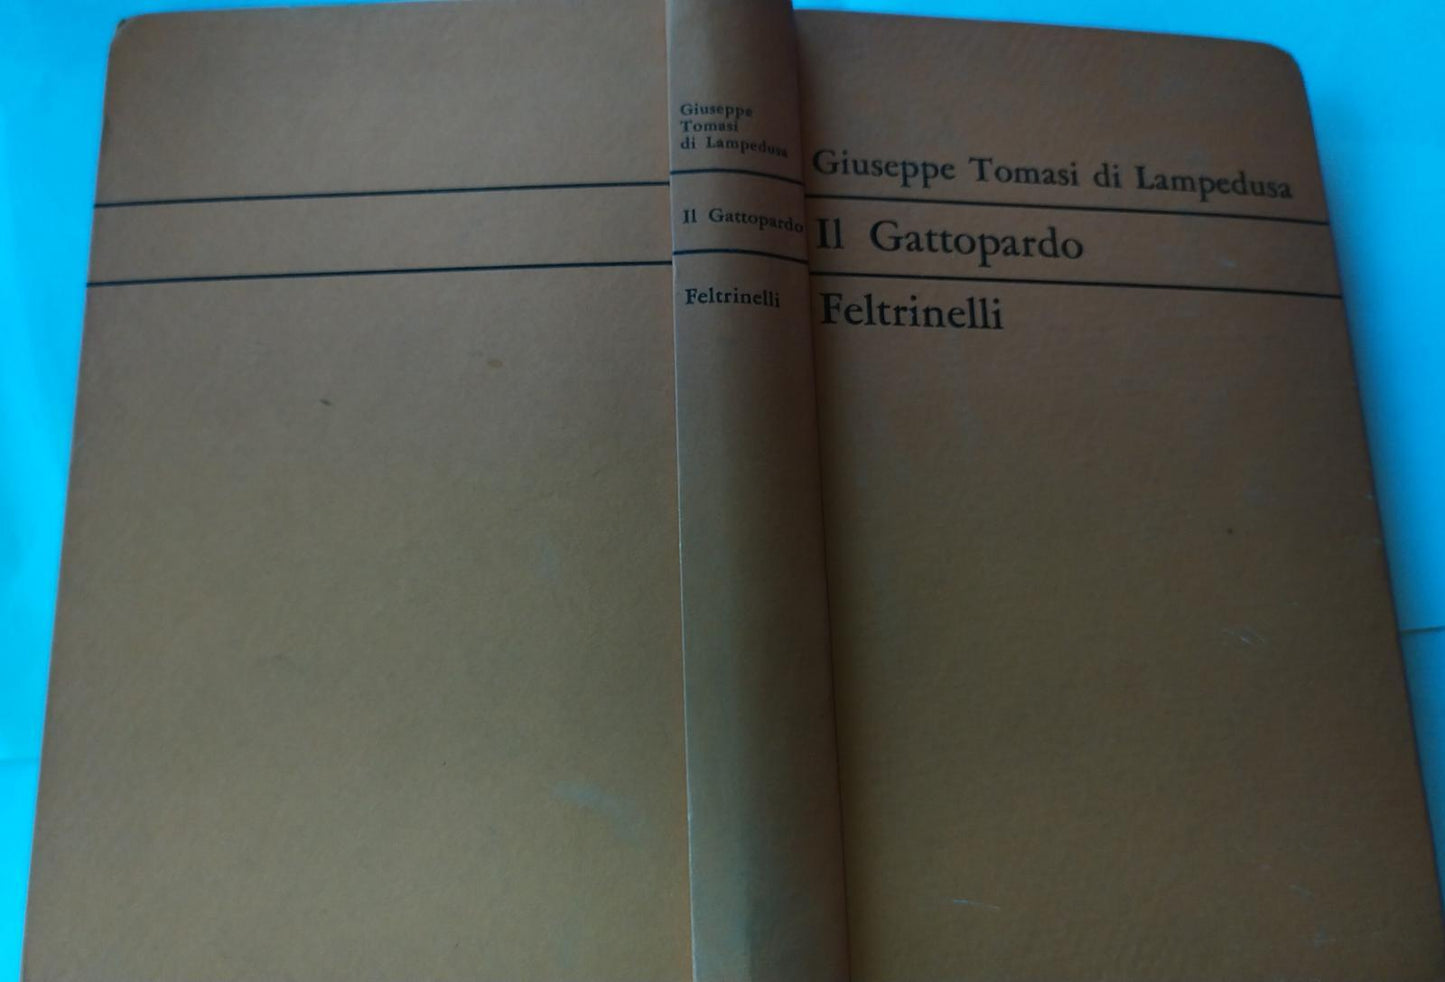 Giuseppe
Tomasi
di Lampedusa
Il Gattopardo
Feltrinelli
Giuseppe Tomasi di Lampedusa
Il Gattopardo
Feltrinelli